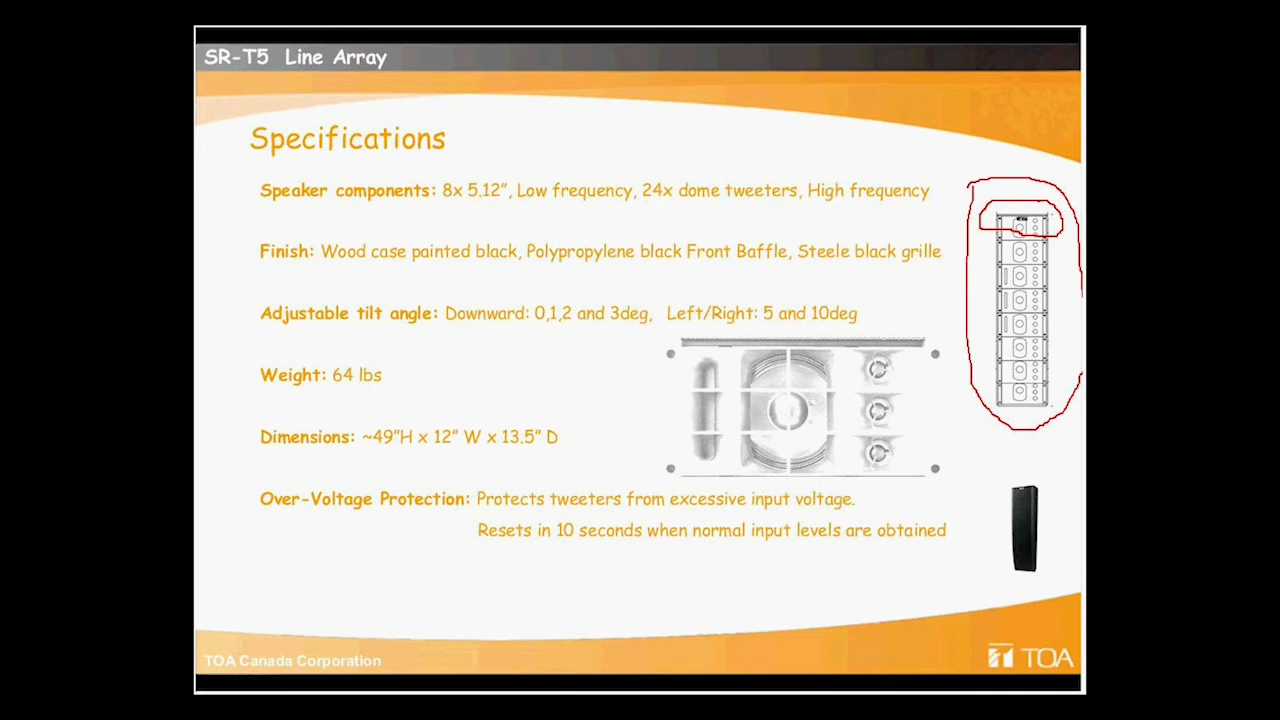 SR-T5 Line Array
Specifications
Speaker components: 8x 5.12”, Low frequency, 24x dome tweeters, High frequency
Finish: Wood case painted black, Polypropylene black Front Baffle, Steele black grille
Adjustable tilt angle: Downward: 0,1,2 and 3deg, Left/Right: 5 and 10deg
Weight: 64 lbs
Dimensions: ~49”H x 12” W x 13.5” D
Over-Voltage Protection: Protects tweeters from excessive input voltage.
Resets in 10 seconds when normal input levels are obtained
TOA Canada Corporation
TOA